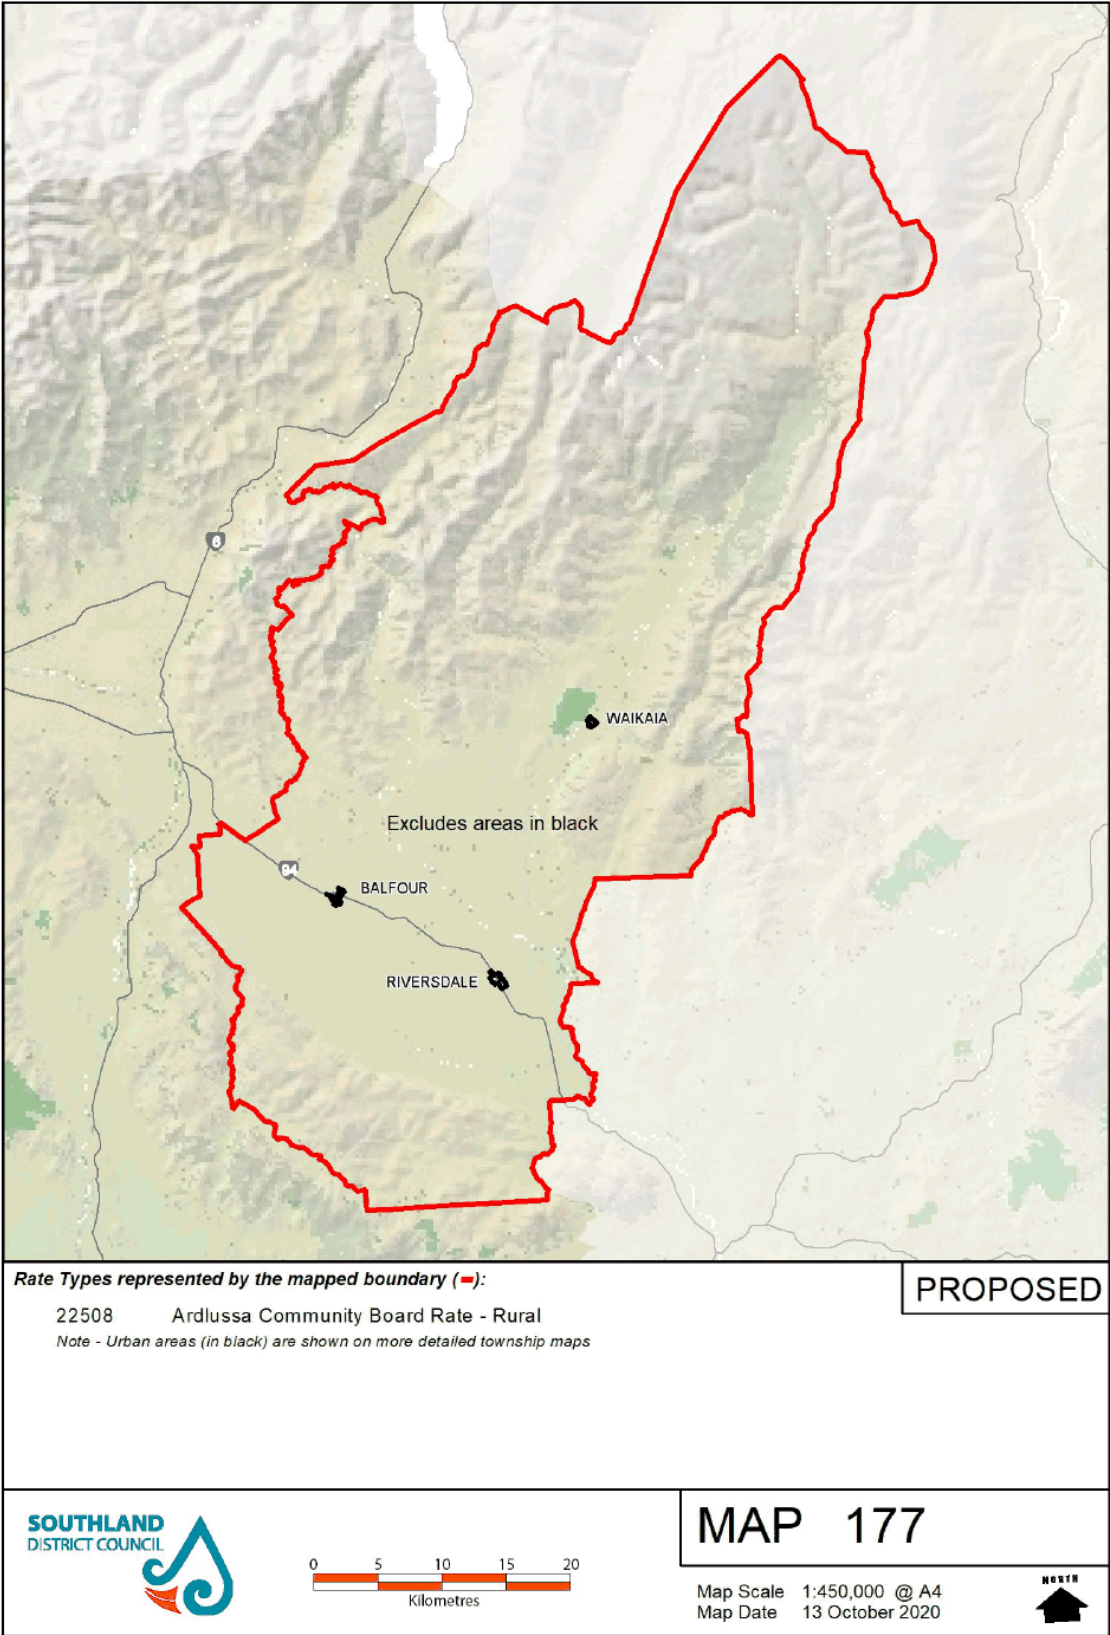 6
WAIKAIA
Excludes areas in black
94
BALFOUR
RIVERSDALE
Rate Types represented by the mapped boundary (▬):
PROPOSED
22508 Ardlussa Community Board Rate - Rural
Note - Urban areas (in black) are shown on more detailed township maps
SOUTHLAND
DISTRICT COUNCIL
0 5 10 15 20
Kilometres
MAP 177
Map Scale 1:450,000 @ A4
Map Date 13 October 2020
NORTH